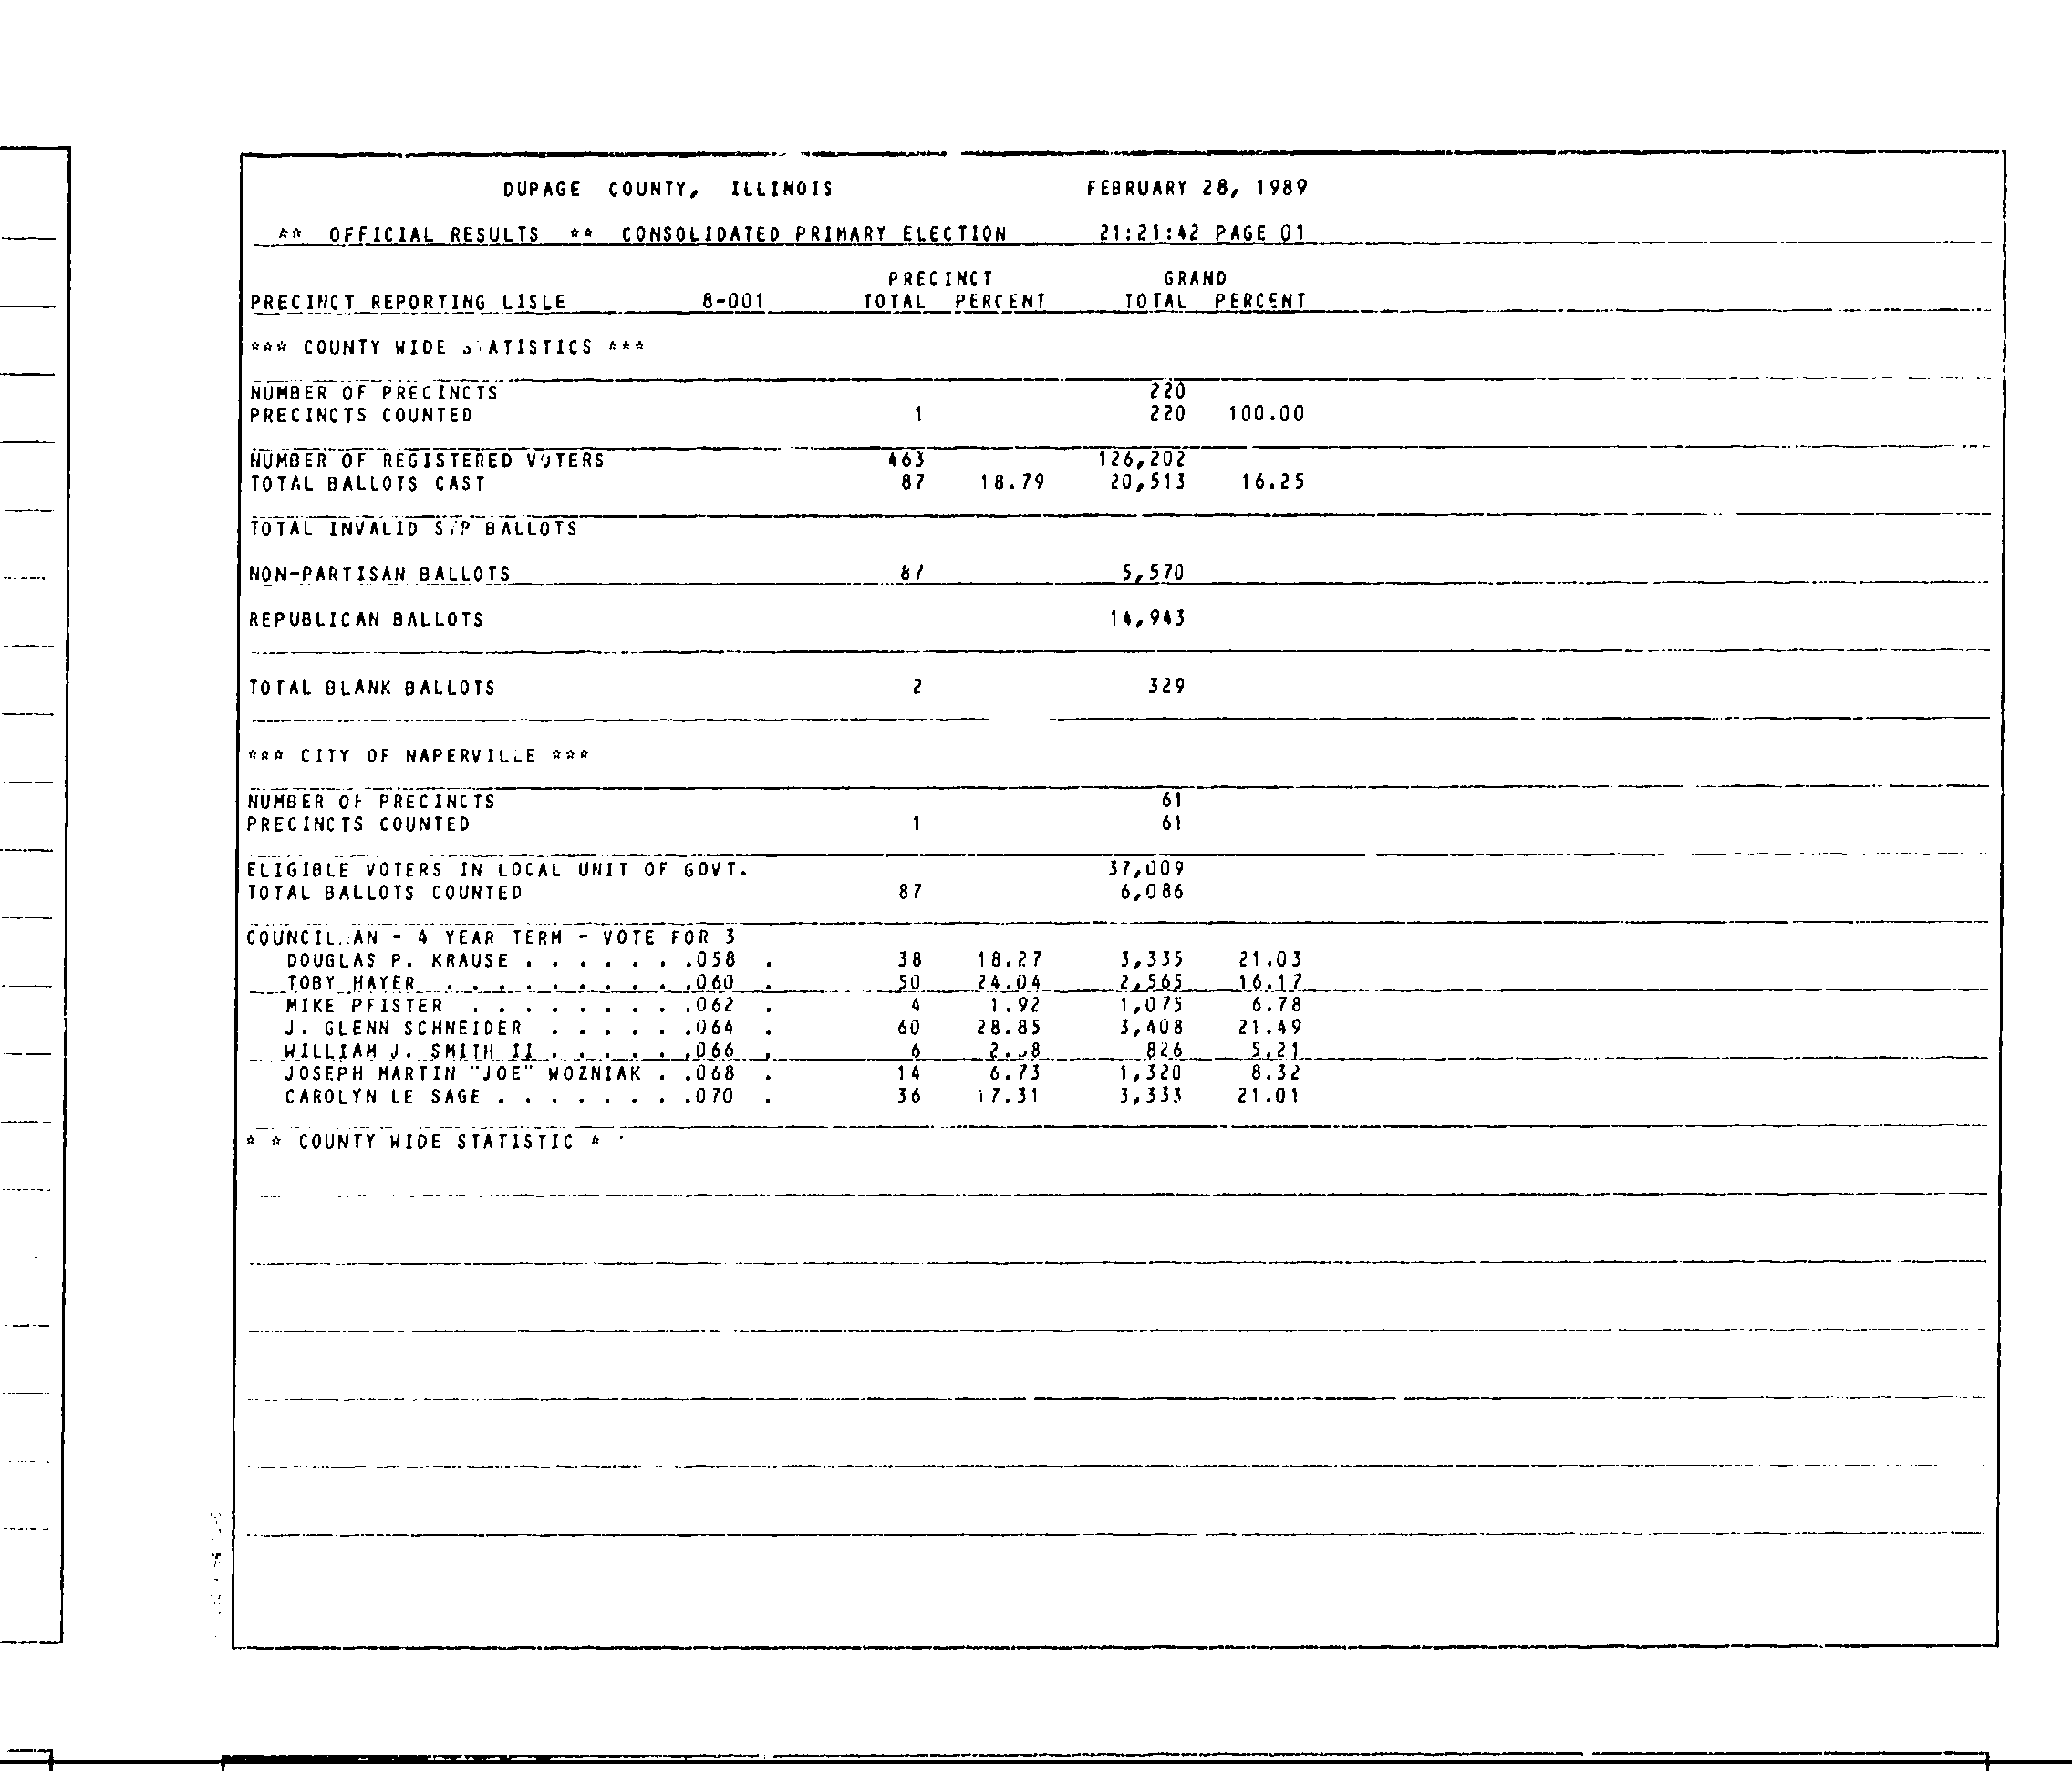 DUPAGE COUNTY, ILLINOIS FEBRUARY 28, 1989
** OFFICIAL RESULTS ** CONSOLIDATED PRIMARY ELECTION 21:21:42 PAGE 01
PRECINCT GRAND
PRECINCT REPORTING LISLE 8-001 TOTAL PERCENT TOTAL PERCENT
*** COUNTY WIDE STATISTICS ***
NUMBER OF PRECINCTS 220
PRECINCTS COUNTED 1 220 100.00
NUMBER OF REGISTERED VOTERS 463 126,202
TOTAL BALLOTS CAST 87 18.79 20,513 16.25
TOTAL INVALID S/P BALLOTS
NON-PARTISAN BALLOTS 87 5,570
REPUBLICAN BALLOTS 14,943
TOTAL BLANK BALLOTS 2 329
*** CITY OF NAPERVILLE ***
NUMBER OF PRECINCTS 61
PRECINCTS COUNTED 1 61
ELIGIBLE VOTERS IN LOCAL UNIT OF GOVT. 37,009
TOTAL BALLOTS COUNTED 87 6,086
COUNCILMAN - 4 YEAR TERM - VOTE FOR 3
DOUGLAS P. KRAUSE . . . . . . .058 . 38 18.27 3,335 21.03
TOBY HAYER . . . . . . . . . .060 . 50 24.04 2,565 16.17
MIKE PFISTER . . . . . . . . .062 . 4 1.92 1,075 6.78
J. GLENN SCHNEIDER . . . . . .064 . 60 28.85 3,408 21.49
WILLIAM J. SMITH II . . . . . .066 . 6 2.88 826 5.21
JOSEPH MARTIN "JOE" WOZNIAK . .068 . 14 6.73 1,320 8.32
CAROLYN LE SAGE . . . . . . . .070 . 36 17.31 3,333 21.01
* * COUNTY WIDE STATISTIC *